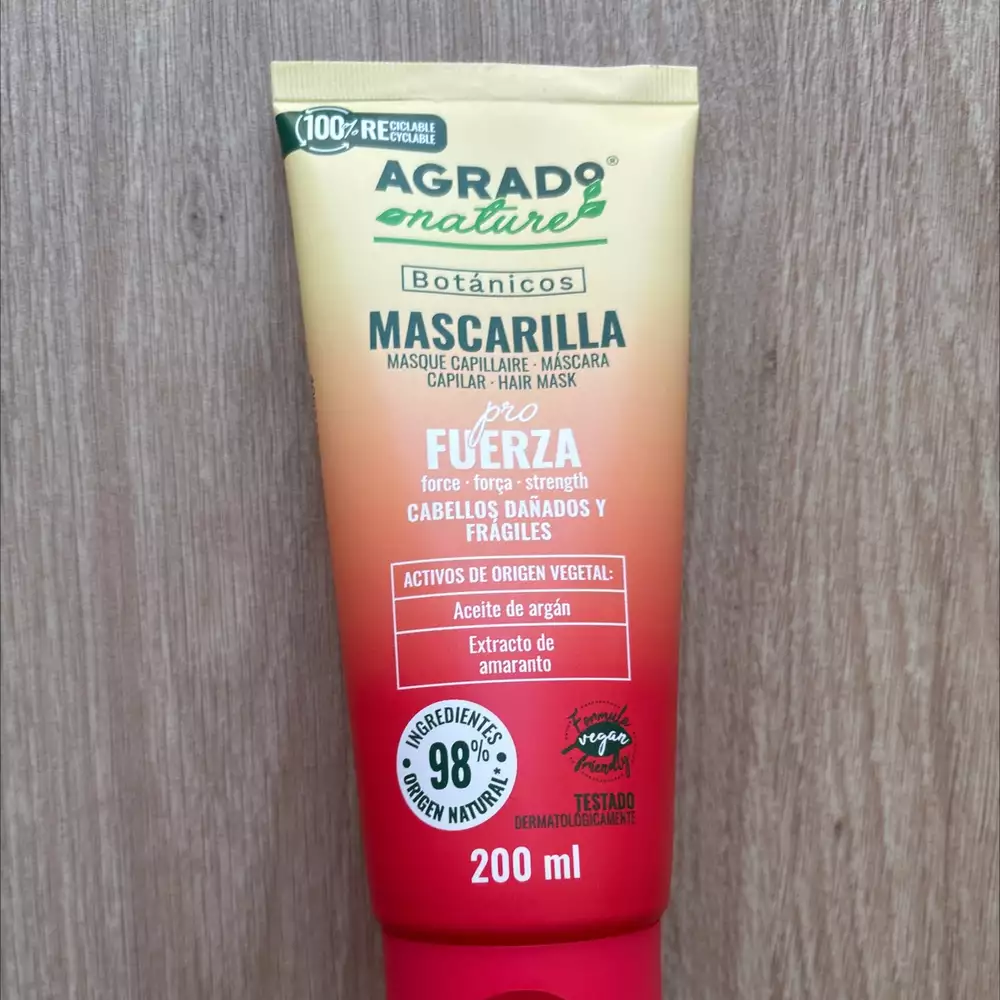 100% RECICLABLE
RECYCLABLE
AGRADO®
nature
Botánicos
MASCARILLA
MASQUE CAPILLAIRE · MÁSCARA
CAPILAR · HAIR MASK
pro
FUERZA
force · força · strength
CABELLOS DAÑADOS Y
FRÁGILES
ACTIVOS DE ORIGEN VEGETAL:
Aceite de argán
Extracto de
amaranto
INGREDIENTES
98%
ORIGEN NATURAL*
Formula
vegan
friendly
TESTADO
DERMATOLÓGICAMENTE
200 ml